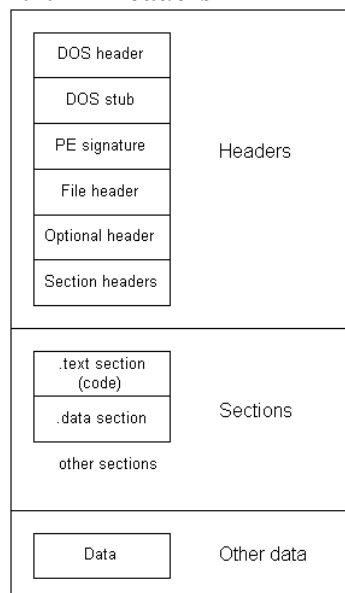 DOS header
DOS stub
PE signature
Headers
File header
Optional header
Section headers
.text section
(code)
Sections
.data section
other sections
Data
Other data